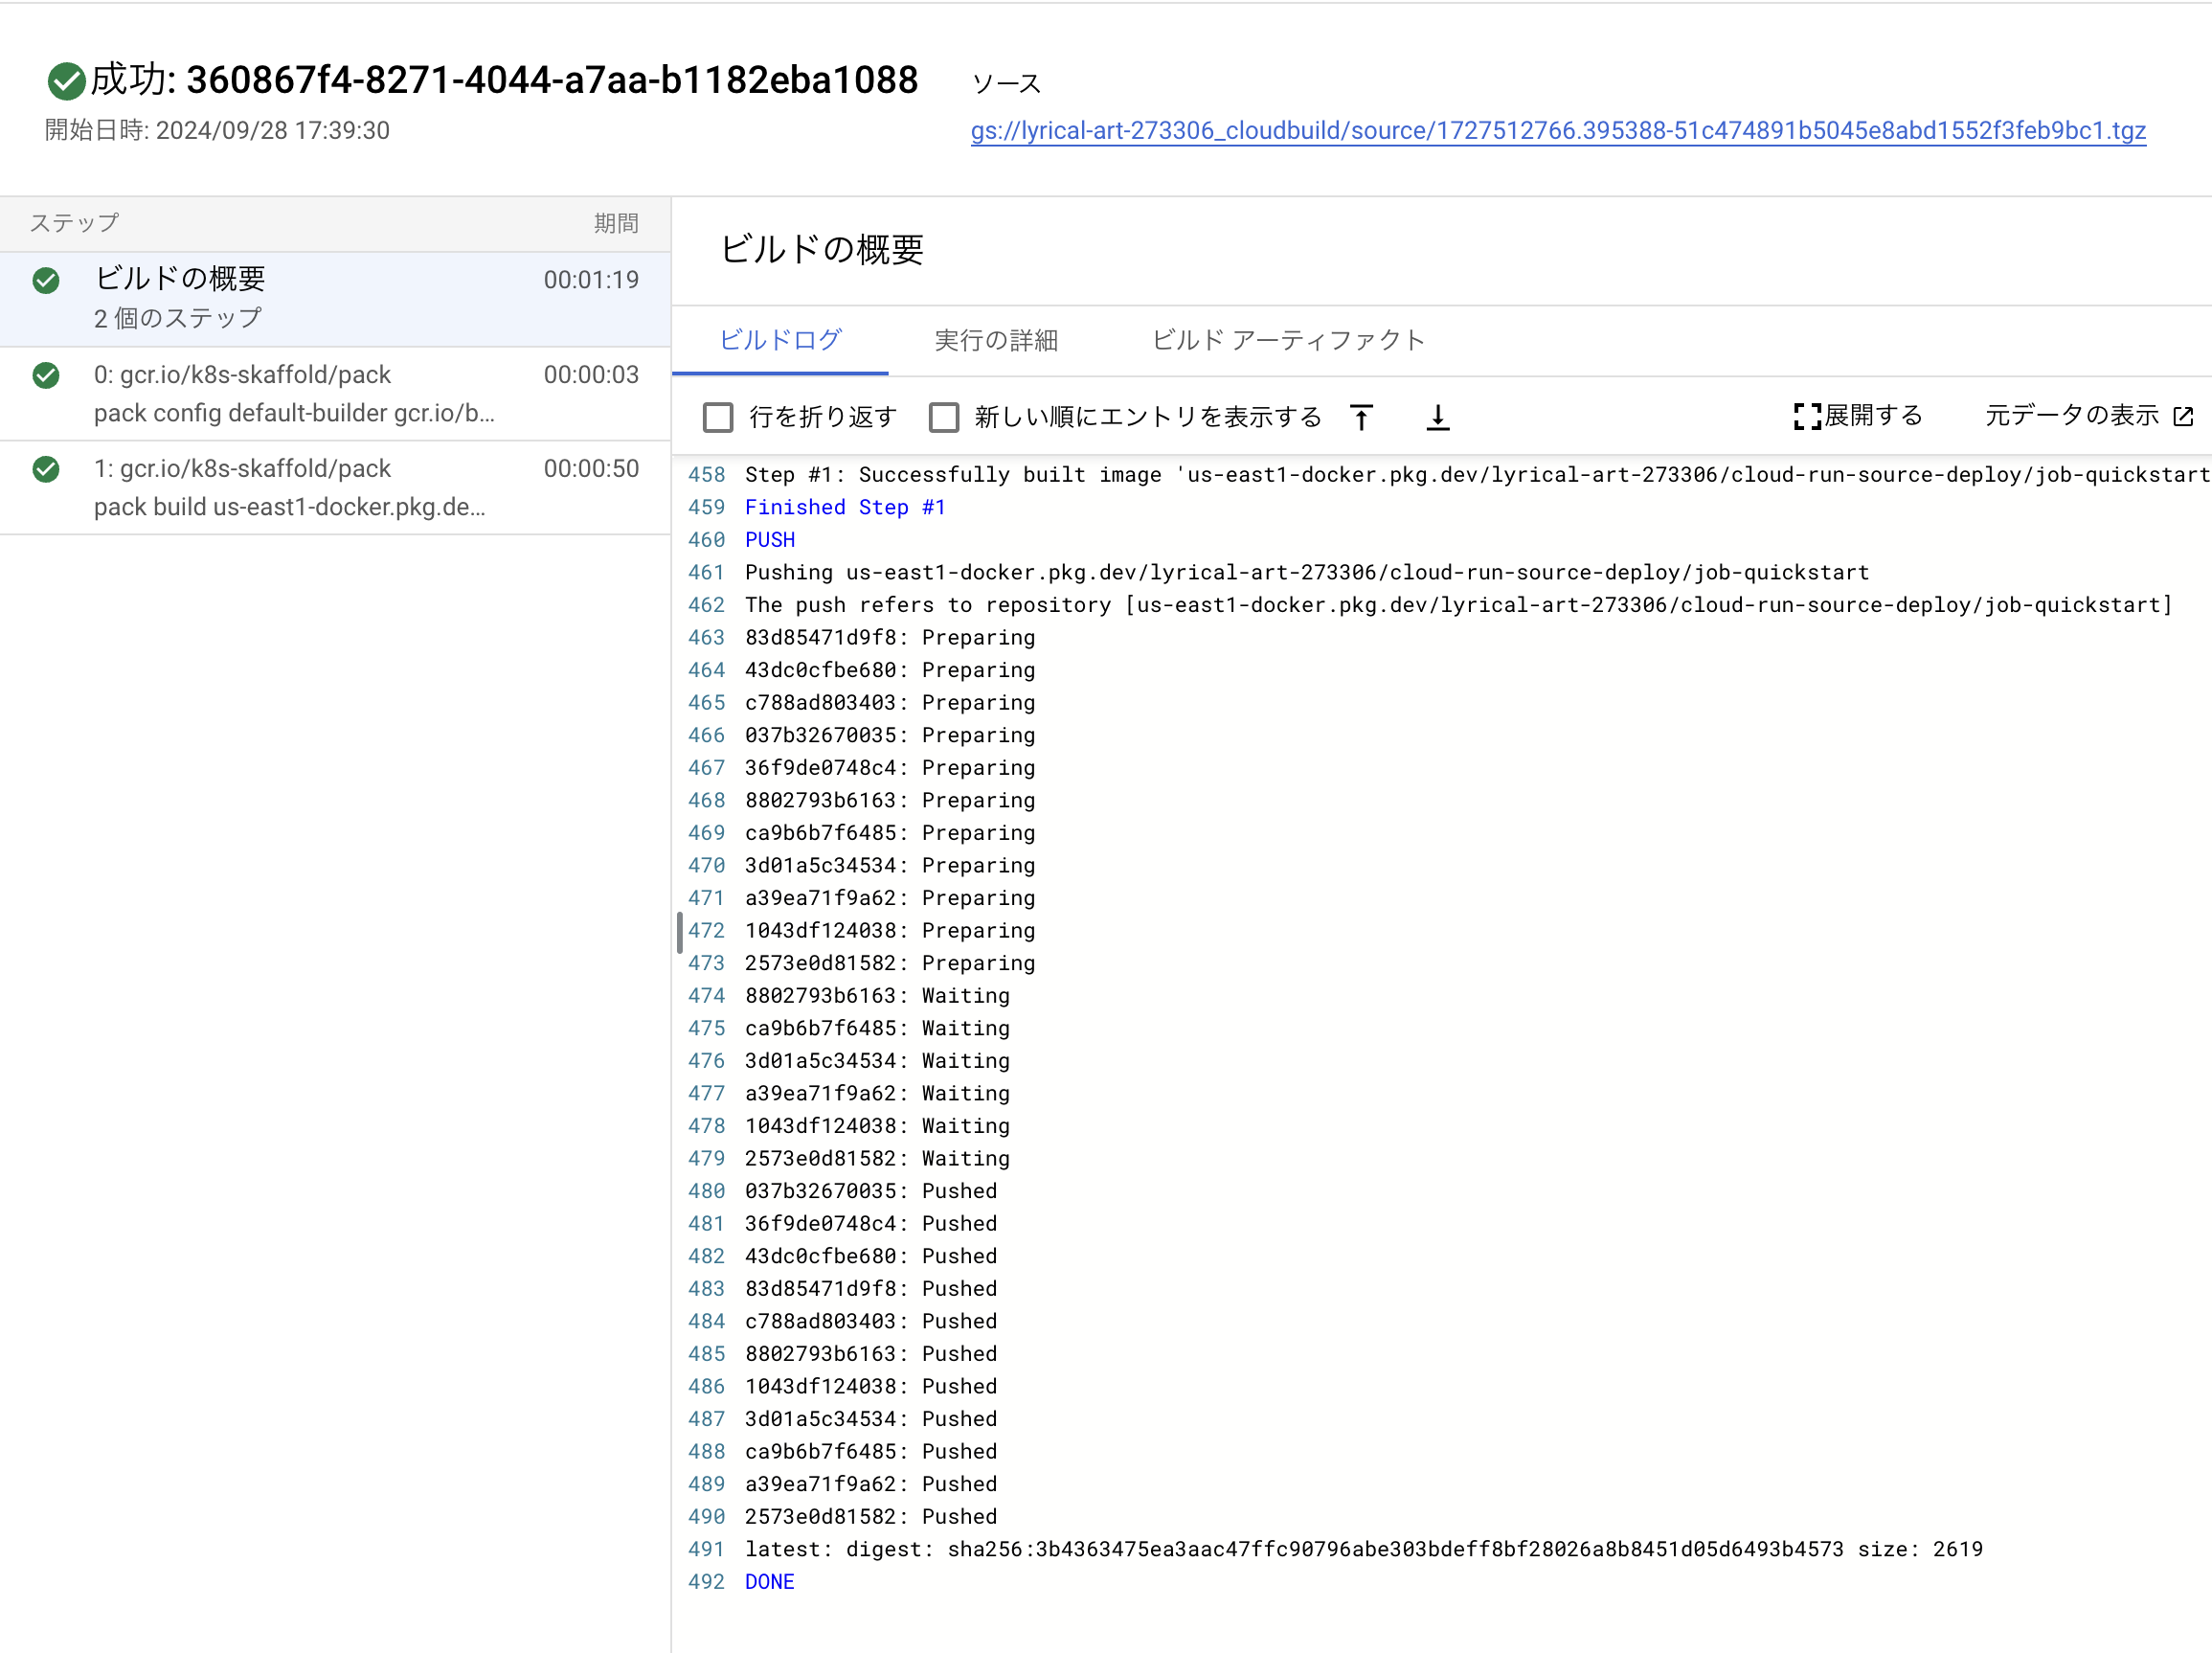 成功: 360867f4-8271-4044-a7aa-b1182eba1088
開始日時: 2024/09/28 17:39:30
ソース
gs://lyrical-art-273306_cloudbuild/source/1727512766.395388-51c474891b5045e8abd1552f3feb9bc1.tgz
ステップ 期間
ビルドの概要 00:01:19
2 個のステップ
0: gcr.io/k8s-skaffold/pack 00:00:03
pack config default-builder gcr.io/b...
1: gcr.io/k8s-skaffold/pack 00:00:50
pack build us-east1-docker.pkg.de...
ビルドの概要
ビルドログ 実行の詳細 ビルド アーティファクト
行を折り返す 新しい順にエントリを表示する 展開する 元データの表示
458 Step #1: Successfully built image 'us-east1-docker.pkg.dev/lyrical-art-273306/cloud-run-source-deploy/job-quickstart
459 Finished Step #1
460 PUSH
461 Pushing us-east1-docker.pkg.dev/lyrical-art-273306/cloud-run-source-deploy/job-quickstart
462 The push refers to repository [us-east1-docker.pkg.dev/lyrical-art-273306/cloud-run-source-deploy/job-quickstart]
463 83d85471d9f8: Preparing
464 43dc0cfbe680: Preparing
465 c788ad803403: Preparing
466 037b32670035: Preparing
467 36f9de0748c4: Preparing
468 8802793b6163: Preparing
469 ca9b6b7f6485: Preparing
470 3d01a5c34534: Preparing
471 a39ea71f9a62: Preparing
472 1043df124038: Preparing
473 2573e0d81582: Preparing
474 8802793b6163: Waiting
475 ca9b6b7f6485: Waiting
476 3d01a5c34534: Waiting
477 a39ea71f9a62: Waiting
478 1043df124038: Waiting
479 2573e0d81582: Waiting
480 037b32670035: Pushed
481 36f9de0748c4: Pushed
482 43dc0cfbe680: Pushed
483 83d85471d9f8: Pushed
484 c788ad803403: Pushed
485 8802793b6163: Pushed
486 1043df124038: Pushed
487 3d01a5c34534: Pushed
488 ca9b6b7f6485: Pushed
489 a39ea71f9a62: Pushed
490 2573e0d81582: Pushed
491 latest: digest: sha256:3b4363475ea3aac47ffc90796abe303bdeff8bf28026a8b8451d05d6493b4573 size: 2619
492 DONE